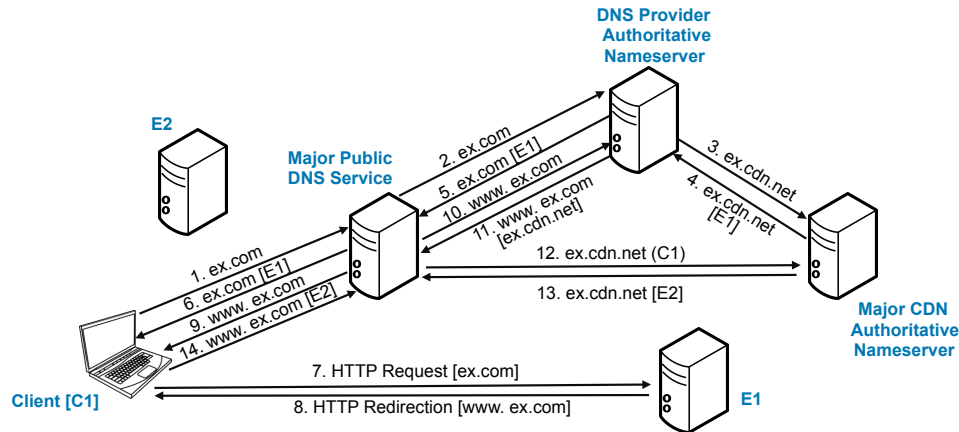 DNS Provider
Authoritative
Nameserver
E2
Major Public
DNS Service
2. ex.com
5. ex.com [E1]
10. www. ex.com
11. www. ex.com
[ex.cdn.net]
3. ex.cdn.net
4. ex.cdn.net
[E1]
1. ex.com
6. ex.com [E1]
9. www. ex.com
14. www. ex.com [E2]
12. ex.cdn.net (C1)
13. ex.cdn.net [E2]
Major CDN
Authoritative
Nameserver
7. HTTP Request [ex.com]
8. HTTP Redirection [www. ex.com]
Client [C1]
E1